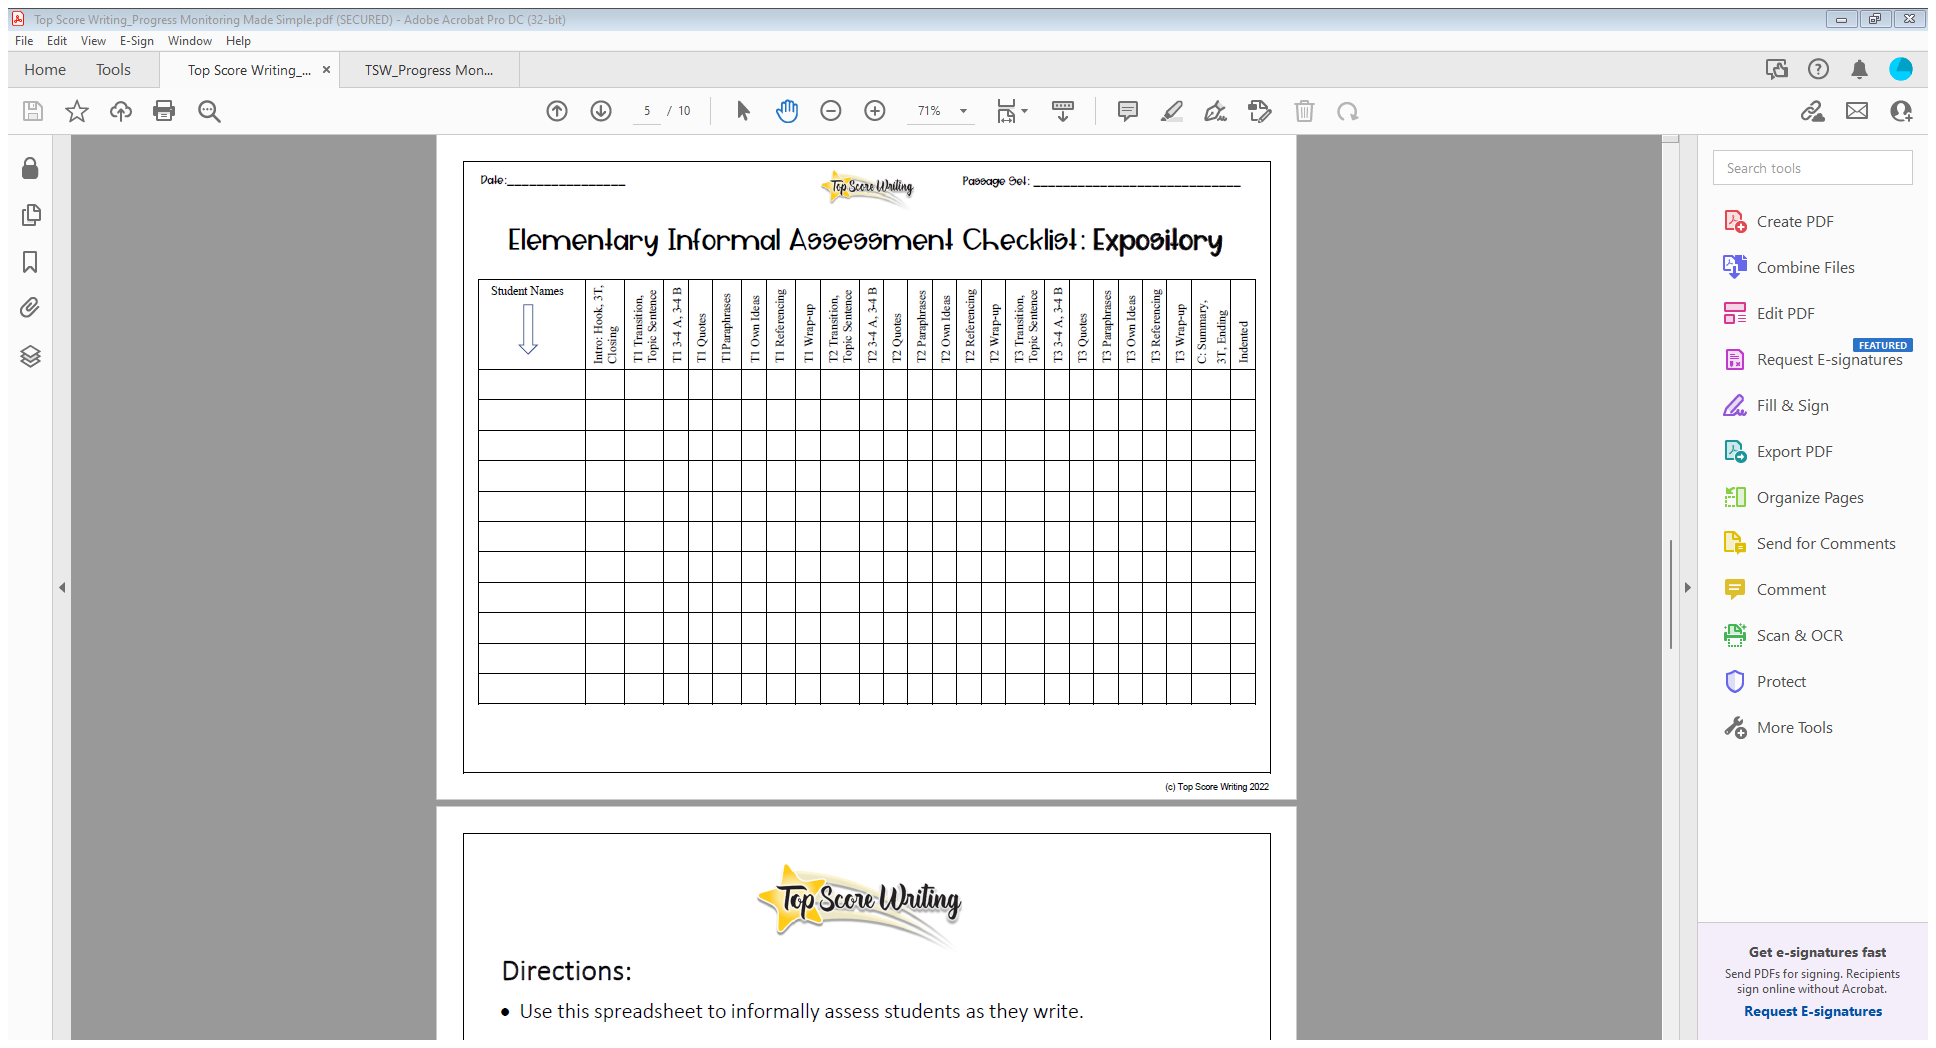 Top Score Writing_Progress Monitoring Made Simple.pdf (SECURED) - Adobe Acrobat Pro DC (32-bit)
File Edit View E-Sign Window Help
Home Tools Top Score Writing_... × TSW_Progress Mon...
5 / 10 71%
Search tools
Create PDF
Combine Files
Edit PDF
FEATURED
Request E-signatures
Fill & Sign
Export PDF
Organize Pages
Send for Comments
Comment
Scan & OCR
Protect
More Tools
Get e-signatures fast
Send PDFs for signing. Recipients
sign online without Acrobat.
Request E-signatures
Date:________________ Top Score Writing Passage Set: ____________________________
Elementary Informal Assessment Checklist: Expository
Student Names
Intro: Hook, 3T,
Closing
T1 Transition,
Topic Sentence
T1 3-4 A, 3-4 B
T1 Quotes
T1Paraphrases
T1 Own Ideas
T1 Referencing
T1 Wrap-up
T2 Transition,
Topic Sentence
T2 3-4 A, 3-4 B
T2 Quotes
T2 Paraphrases
T2 Own Ideas
T2 Referencing
T2 Wrap-up
T3 Transition,
Topic Sentence
T3 3-4 A, 3-4 B
T3 Quotes
T3 Paraphrases
T3 Own Ideas
T3 Referencing
T3 Wrap-up
C: Summary,
3T, Ending
Indented
(c) Top Score Writing 2022
Top Score Writing
Directions:
• Use this spreadsheet to informally assess students as they write.